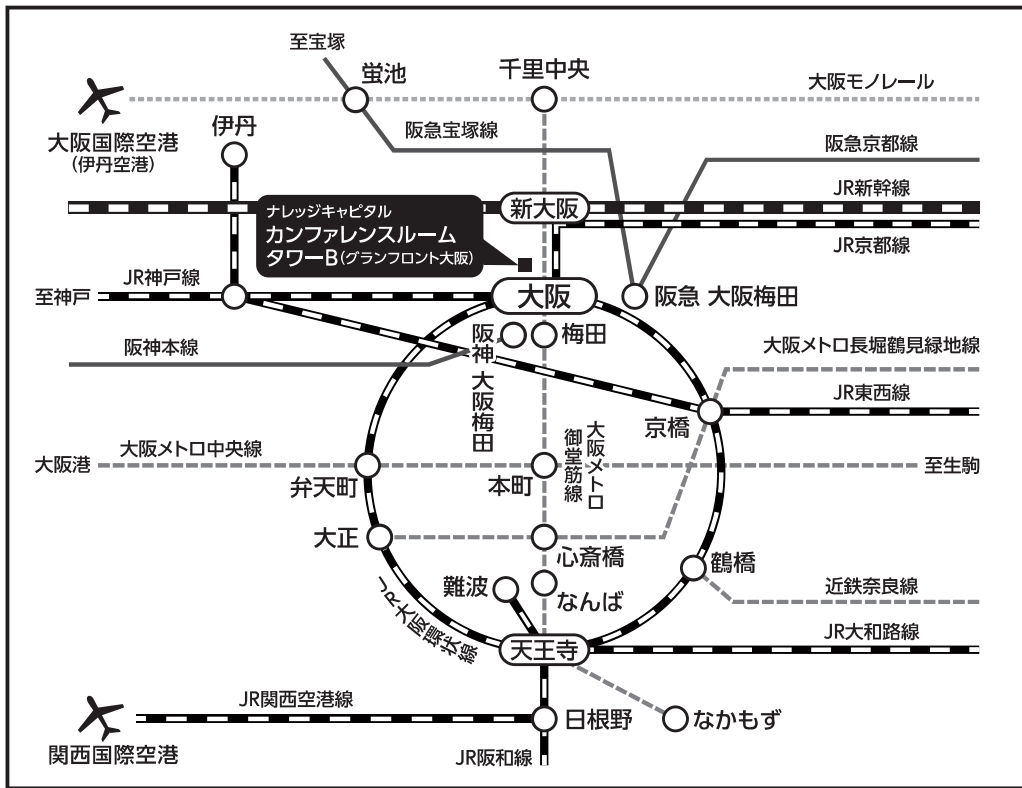 至宝塚
蛍池
千里中央
大阪モノレール
大阪国際空港
(伊丹空港)
伊丹
阪急宝塚線
阪急京都線
JR新幹線
新大阪
ナレッジキャピタル
カンファレンスルーム
タワーB(グランフロント大阪)
JR京都線
JR神戸線
至神戸
大阪
阪急 大阪梅田
阪神
大阪梅田
梅田
阪神本線
大阪メトロ長堀鶴見緑地線
JR東西線
京橋
大阪メトロ中央線
大阪港
弁天町
本町
大阪メトロ
御堂筋線
至生駒
大正
心斎橋
鶴橋
難波
なんば
近鉄奈良線
JR大阪環状線
天王寺
JR大和路線
JR関西空港線
関西国際空港
日根野
なかもず
JR阪和線